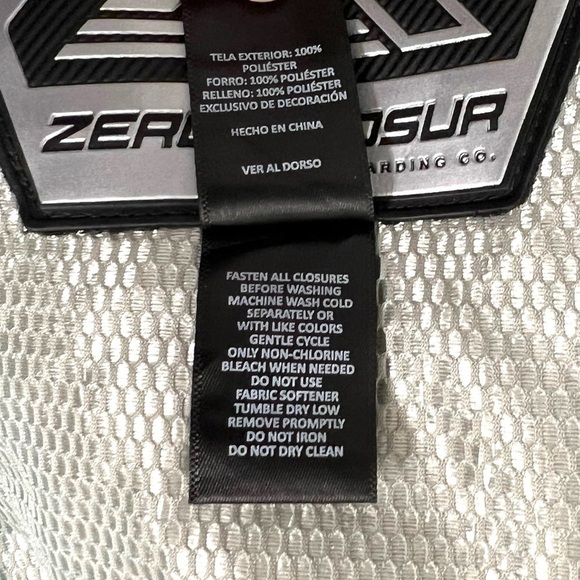 TELA EXTERIOR: 100%
POLIÉSTER
FORRO: 100% POLIÉSTER
RELLENO: 100% POLIÉSTER
EXCLUSIVO DE DECORACIÓN
HECHO EN CHINA
VER AL DORSO
CO.
FASTEN ALL CLOSURES
BEFORE WASHING
MACHINE WASH COLD
SEPARATELY OR
WITH LIKE COLORS
GENTLE CYCLE
ONLY NON-CHLORINE
BLEACH WHEN NEEDED
DO NOT USE
FABRIC SOFTENER
TUMBLE DRY LOW
REMOVE PROMPTLY
DO NOT IRON
DO NOT DRY CLEAN